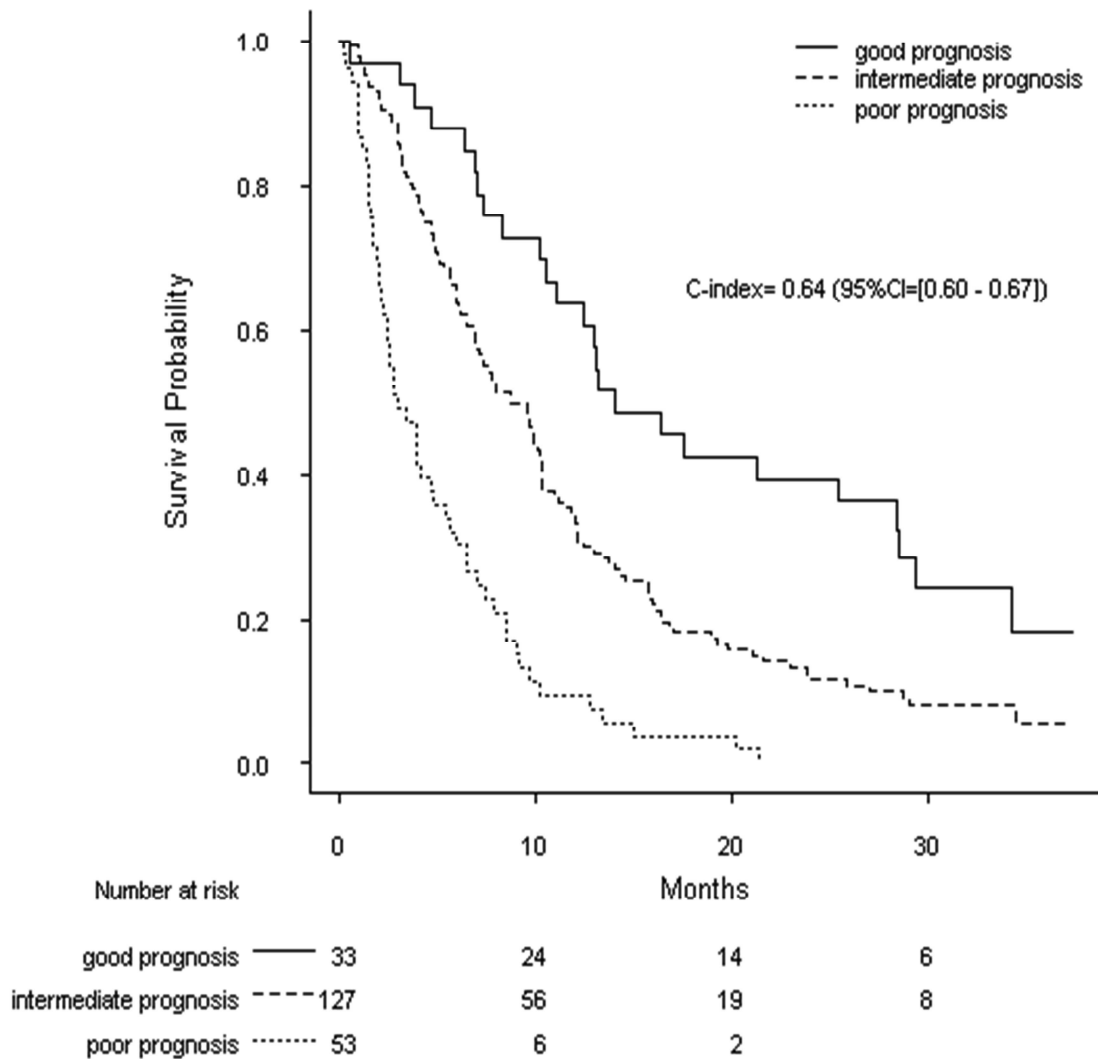 1.0
0.8
0.6
0.4
0.2
0.0
Survival Probability
good prognosis
intermediate prognosis
poor prognosis
C-index= 0.64 (95%CI=[0.60 - 0.67])
0 10 20 30
Months
Number at risk
good prognosis 33 24 14 6
intermediate prognosis 127 56 19 8
poor prognosis 53 6 2